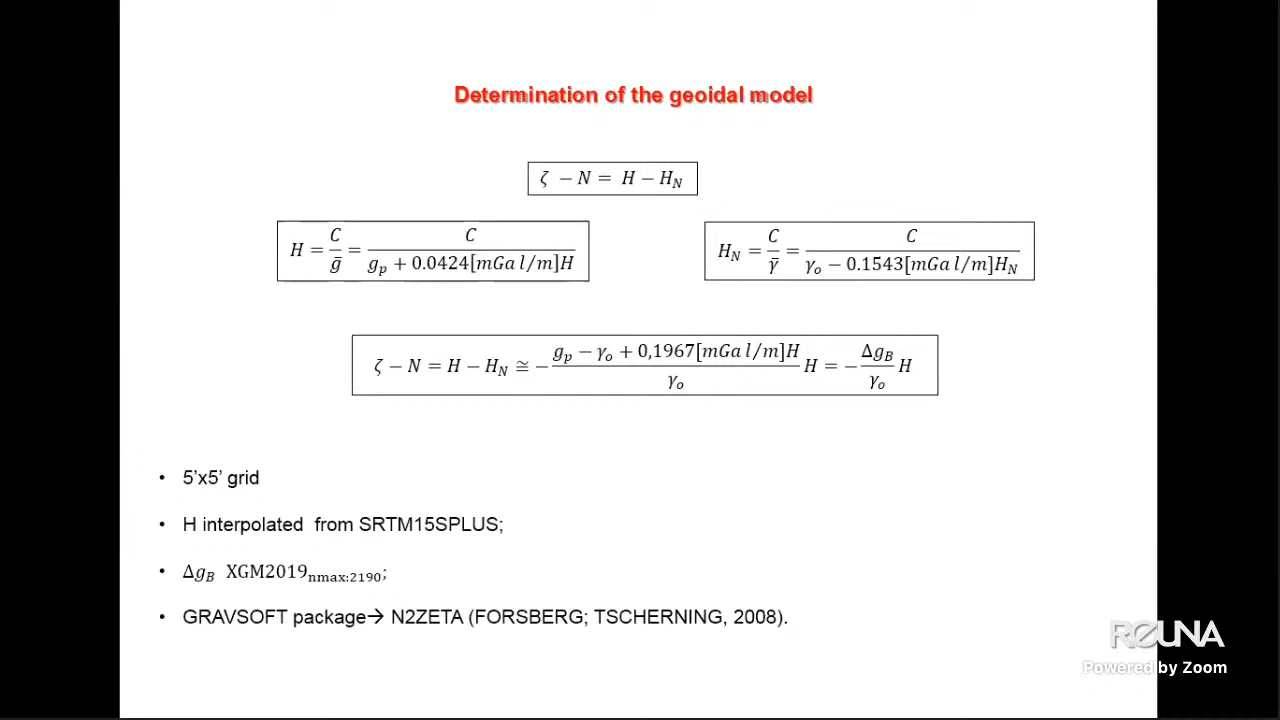 Determination of the geoidal model
ζ − N = H − H_N
H = C/ḡ = C/(g_p + 0.0424[mGal/m]H)
H_N = C/γ̄ = C/(γ_o − 0.1543[mGal/m]H_N)
ζ − N = H − H_N ≅ − (g_p − γ_o + 0,1967[mGal/m]H)/γ_o H = − Δg_B/γ_o H
• 5'x5' grid
• H interpolated from SRTM15SPLUS;
• Δg_B XGM2019_nmax:2190;
• GRAVSOFT package→ N2ZETA (FORSBERG; TSCHERNING, 2008).
REUNA
Powered by Zoom